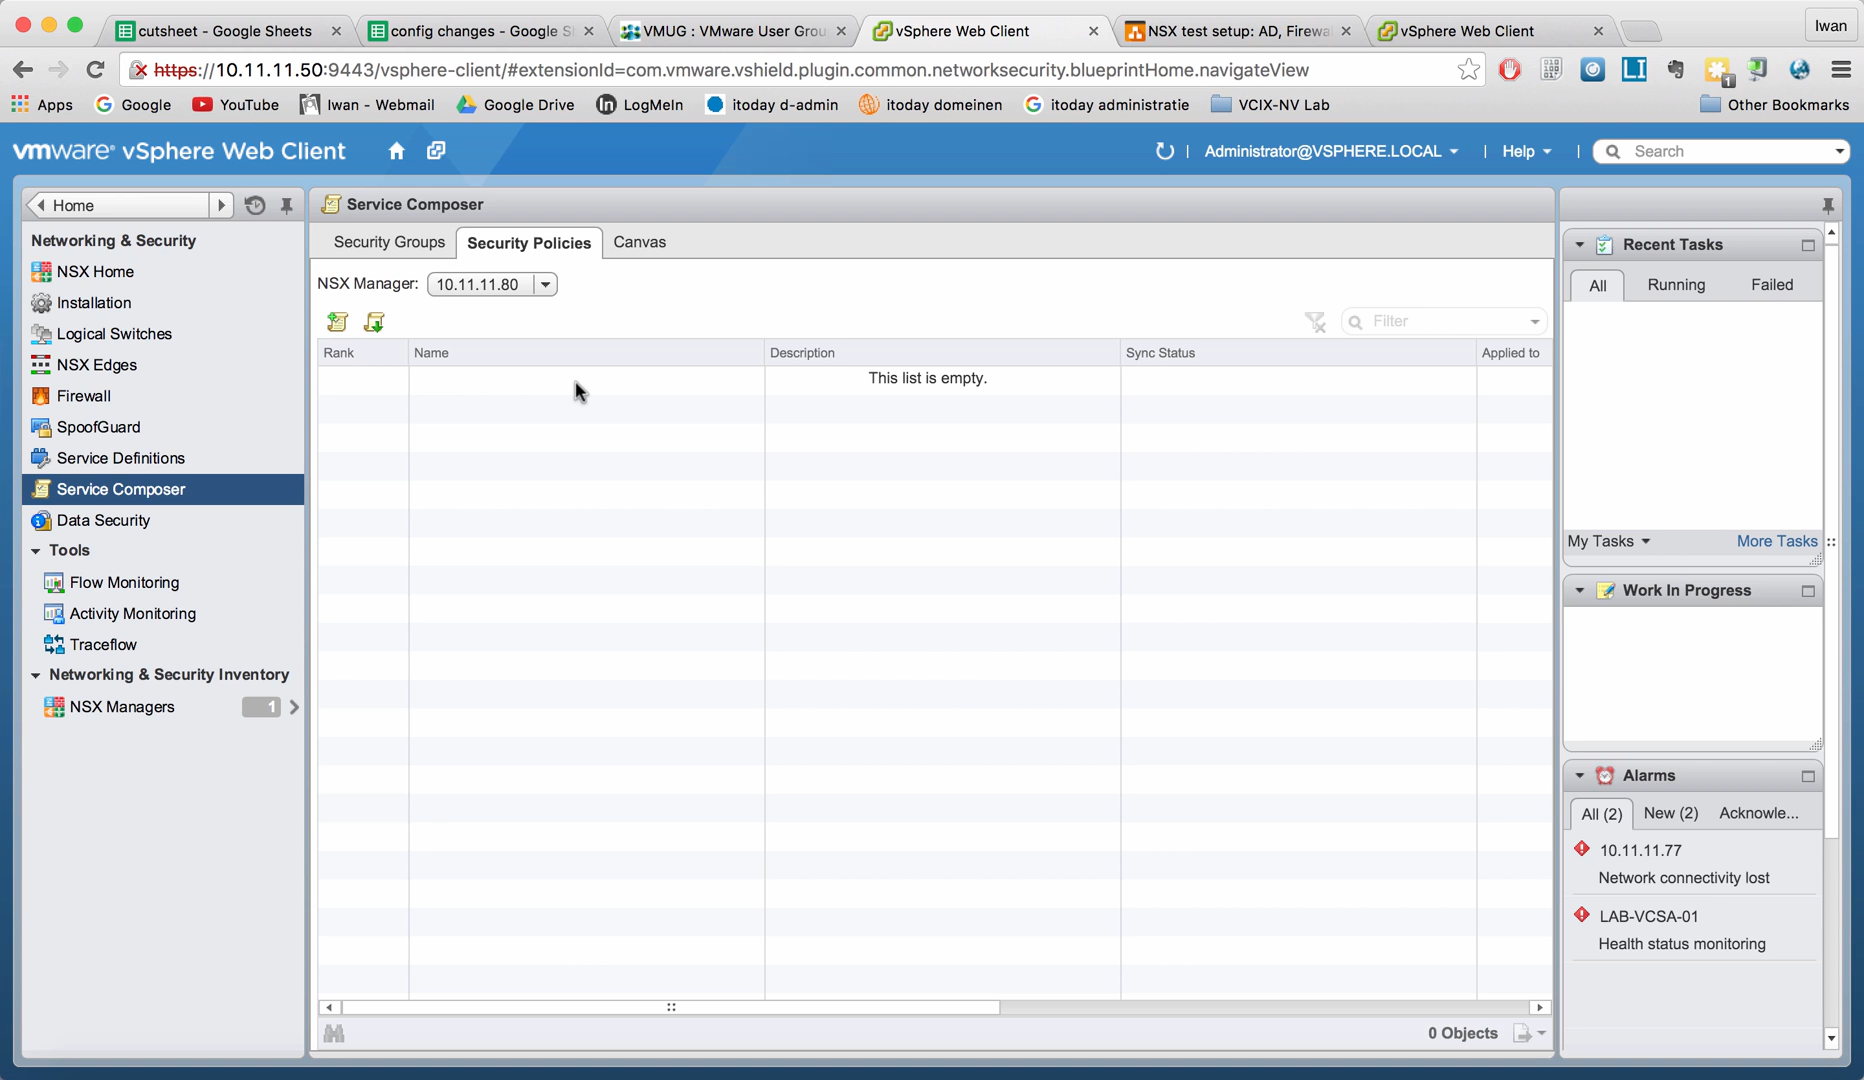 cutsheet - Google Sheets
config changes - Google S
VMUG : VMware User Grou
vSphere Web Client
NSX test setup: AD, Firewa
vSphere Web Client
Iwan
https://10.11.11.50:9443/vsphere-client/#extensionId=com.vmware.vshield.plugin.common.networksecurity.blueprintHome.navigateView
Apps
Google
YouTube
Iwan - Webmail
Google Drive
LogMeIn
itoday d-admin
itoday domeinen
itoday administratie
VCIX-NV Lab
Other Bookmarks
vmware vSphere Web Client
Administrator@VSPHERE.LOCAL
Help
Search
Home
Networking & Security
NSX Home
Installation
Logical Switches
NSX Edges
Firewall
SpoofGuard
Service Definitions
Service Composer
Data Security
Tools
Flow Monitoring
Activity Monitoring
Traceflow
Networking & Security Inventory
NSX Managers 1
Service Composer
Security Groups
Security Policies
Canvas
NSX Manager: 10.11.11.80
Filter
Rank
Name
Description
Sync Status
Applied to
This list is empty.
0 Objects
Recent Tasks
All
Running
Failed
My Tasks
More Tasks
Work In Progress
Alarms
All (2)
New (2)
Acknowle...
10.11.11.77
Network connectivity lost
LAB-VCSA-01
Health status monitoring